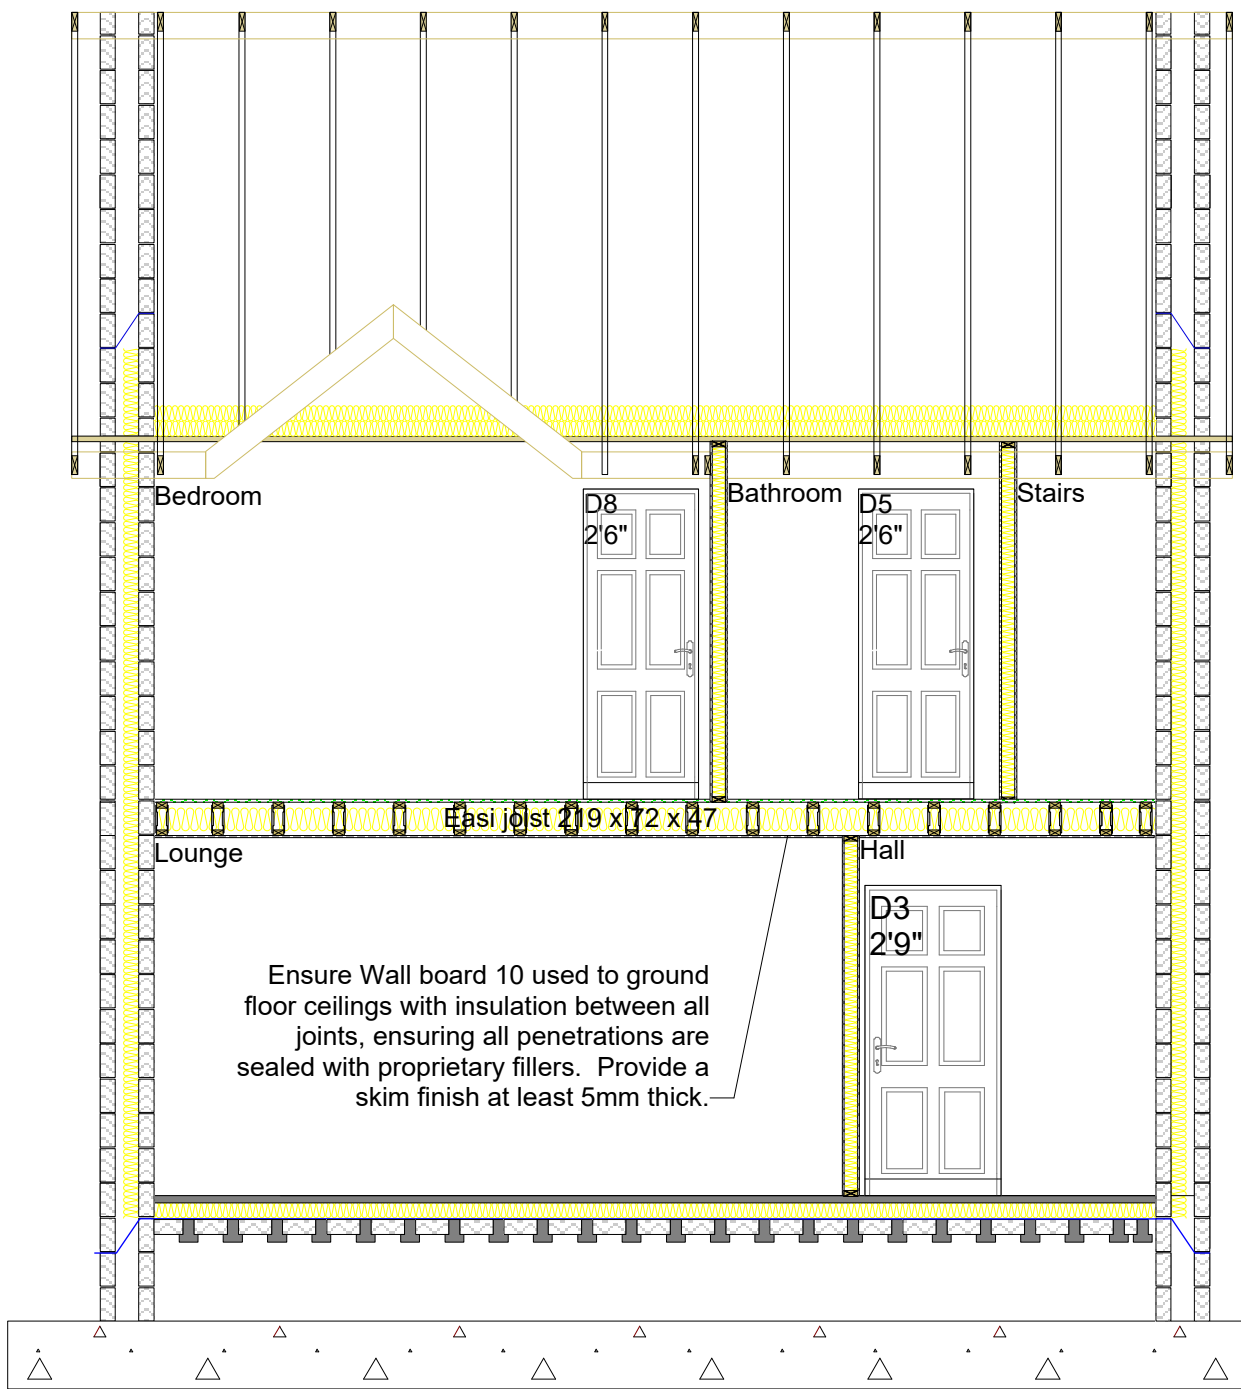 Bedroom
D8
2'6"
Bathroom
D5
2'6"
Stairs
Easi joist 219 x 72 x 47
Lounge
Hall
D3
2'9"
Ensure Wall board 10 used to ground
floor ceilings with insulation between all
joints, ensuring all penetrations are
sealed with proprietary fillers.  Provide a
skim finish at least 5mm thick.